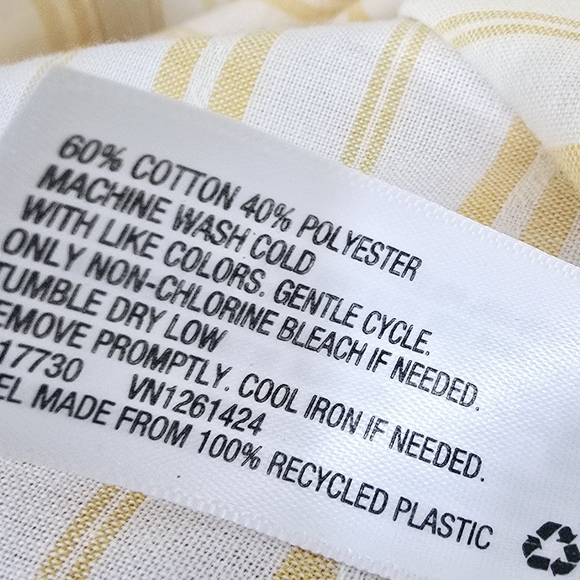 60% COTTON 40% POLYESTER
MACHINE WASH COLD
WITH LIKE COLORS. GENTLE CYCLE.
ONLY NON-CHLORINE BLEACH IF NEEDED.
TUMBLE DRY LOW
EMOVE PROMPTLY. COOL IRON IF NEEDED.
17730 VN1261424
EL MADE FROM 100% RECYCLED PLASTIC